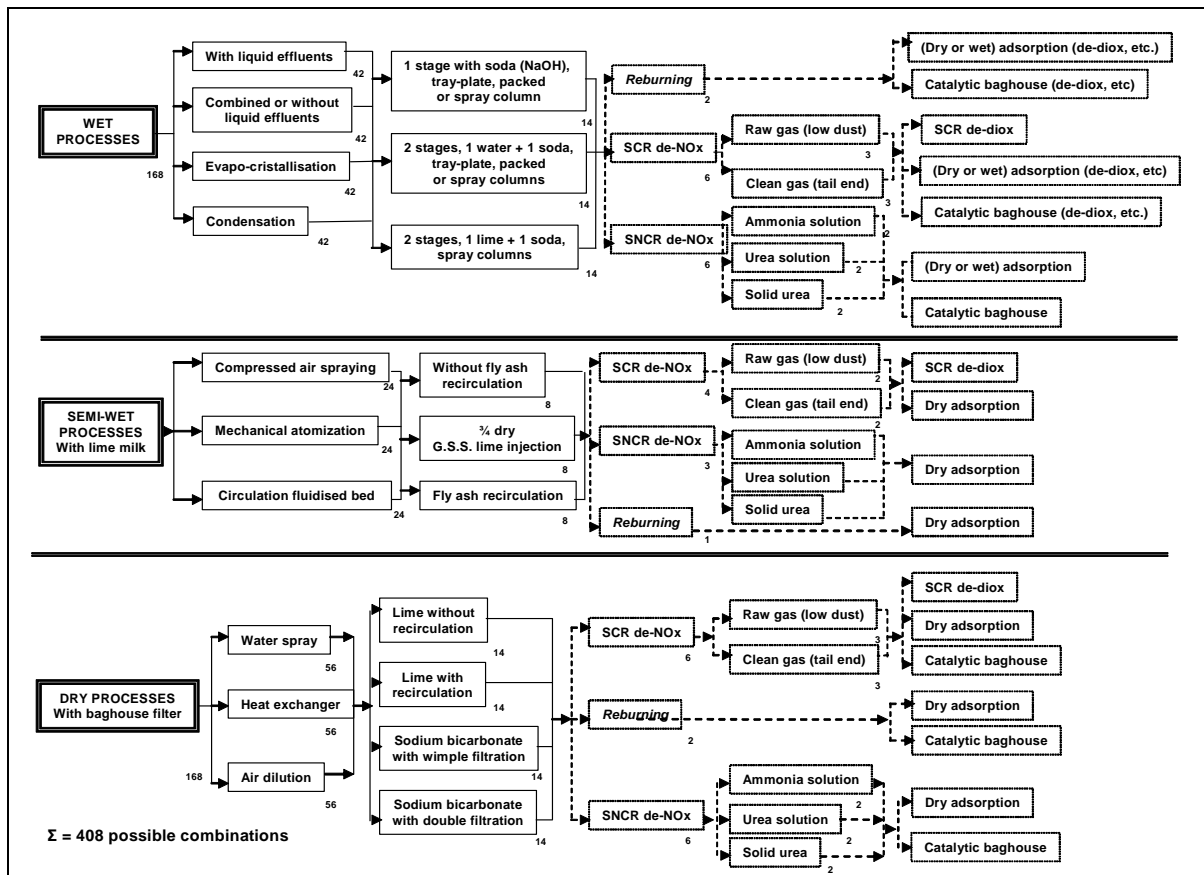 WET
PROCESSES
168
With liquid effluents
42
Combined or without
liquid effluents
42
Evapo-cristallisation
42
Condensation
42
1 stage with soda (NaOH),
tray-plate, packed
or spray column
14
2 stages, 1 water + 1 soda,
tray-plate, packed
or spray columns
14
2 stages, 1 lime + 1 soda,
spray columns
14
Reburning
2
SCR de-NOx
6
SNCR de-NOx
6
Raw gas (low dust)
3
Clean gas (tail end)
3
Ammonia solution
2
Urea solution
2
Solid urea
2
(Dry or wet) adsorption (de-diox, etc.)
Catalytic baghouse (de-diox, etc)
SCR de-diox
(Dry or wet) adsorption (de-diox, etc)
Catalytic baghouse (de-diox, etc.)
(Dry or wet) adsorption
Catalytic baghouse
SEMI-WET
PROCESSES
With lime milk
Compressed air spraying
24
Mechanical atomization
24
Circulation fluidised bed
24
Without fly ash
recirculation
8
¾ dry
G.S.S. lime injection
8
Fly ash recirculation
8
SCR de-NOx
4
SNCR de-NOx
3
Reburning
1
Raw gas (low dust)
2
Clean gas (tail end)
2
Ammonia solution
Urea solution
Solid urea
SCR de-diox
Dry adsorption
Dry adsorption
Dry adsorption
DRY PROCESSES
With baghouse filter
168
Water spray
56
Heat exchanger
56
Air dilution
56
Lime without
recirculation
14
Lime with
recirculation
14
Sodium bicarbonate
with wimple filtration
14
Sodium bicarbonate
with double filtration
14
SCR de-NOx
6
Reburning
2
SNCR de-NOx
6
Raw gas (low dust)
3
Clean gas (tail end)
3
Ammonia solution
2
Urea solution
2
Solid urea
2
SCR de-diox
Dry adsorption
Catalytic baghouse
Dry adsorption
Catalytic baghouse
Dry adsorption
Catalytic baghouse
Σ = 408 possible combinations